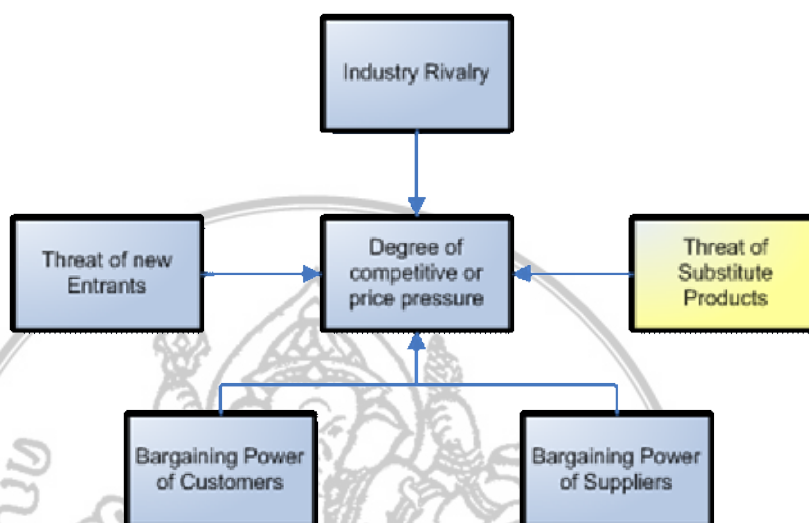 Industry Rivalry
Threat of new
Entrants
Degree of
competitive or
price pressure
Threat of
Substitute
Products
Bargaining Power
of Customers
Bargaining Power
of Suppliers